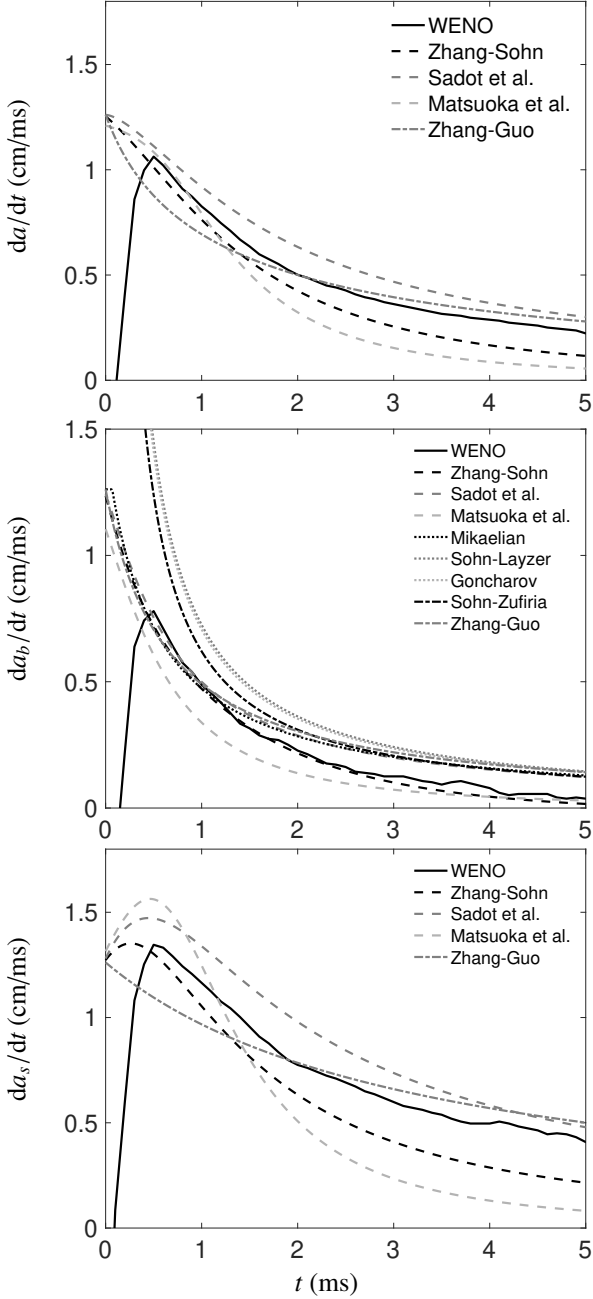 1.5
1
0.5
0
da/dt (cm/ms)
WENO
Zhang-Sohn
Sadot et al.
Matsuoka et al.
Zhang-Guo
0 1 2 3 4 5
1.5
1
0.5
0
da_b/dt (cm/ms)
WENO
Zhang-Sohn
Sadot et al.
Matsuoka et al.
Mikaelian
Sohn-Layzer
Goncharov
Sohn-Zufiria
Zhang-Guo
0 1 2 3 4 5
1.5
1
0.5
0
da_s/dt (cm/ms)
WENO
Zhang-Sohn
Sadot et al.
Matsuoka et al.
Zhang-Guo
0 1 2 3 4 5
t (ms)